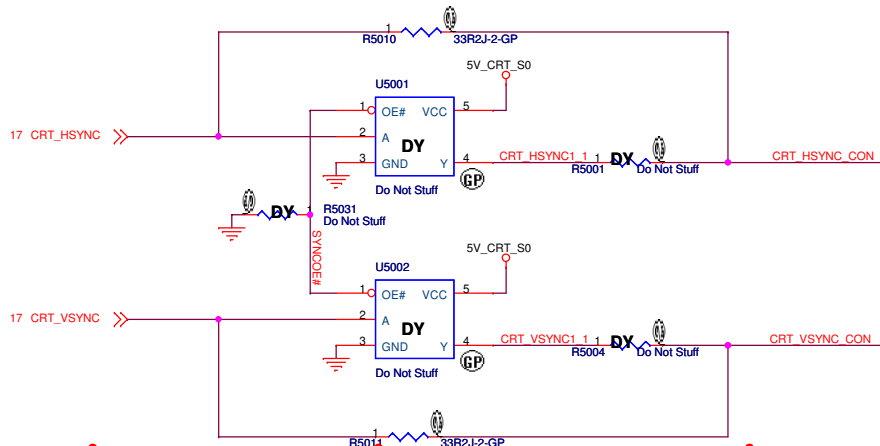 1
R5010
33R2J-2-GP
5V_CRT_S0
U5001
1 OE# VCC 5
17 CRT_HSYNC
2 A
DY
3 GND Y 4
CRT_HSYNC1_1 1 DY
CRT_HSYNC_CON
R5001 Do Not Stuff
GP
Do Not Stuff
DY 1 R5031
Do Not Stuff
SYNCOE#
5V_CRT_S0
U5002
1 OE# VCC 5
17 CRT_VSYNC
2 A
DY
3 GND Y 4
CRT_VSYNC1_1 1 DY
CRT_VSYNC_CON
R5004 Do Not Stuff
GP
Do Not Stuff
1
R5011
33R2J-2-GP